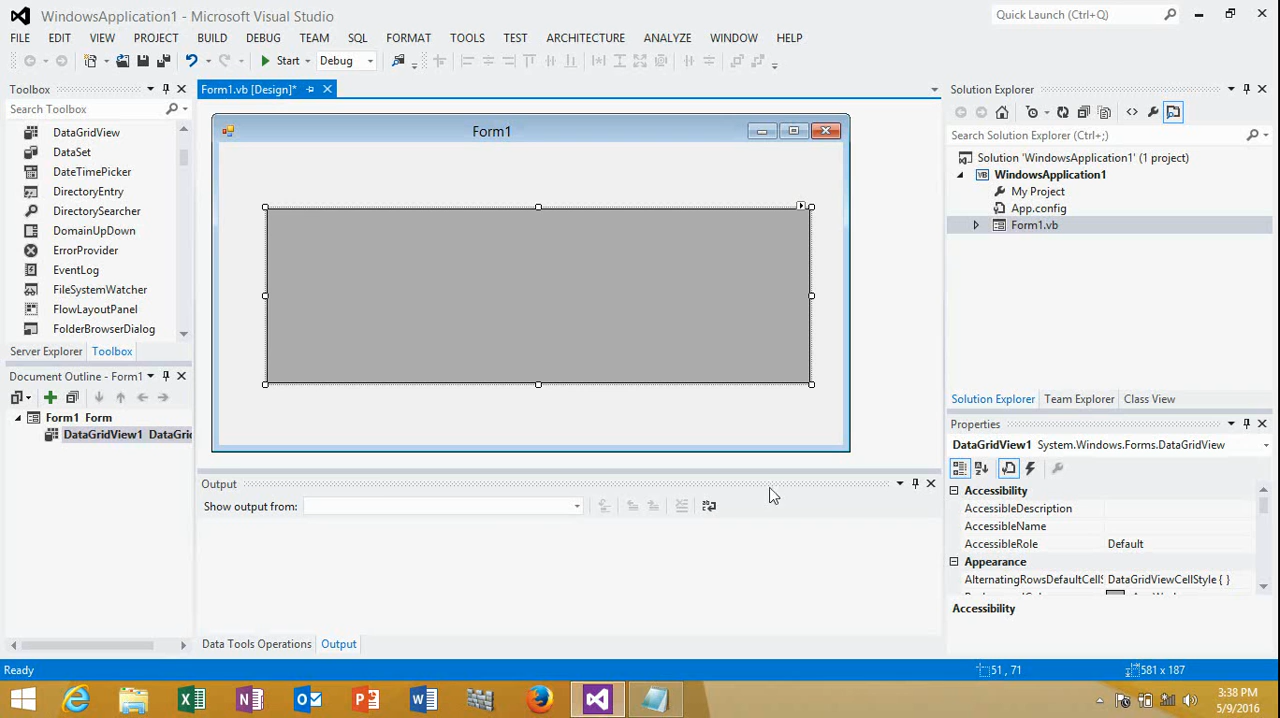 WindowsApplication1 - Microsoft Visual Studio
Quick Launch (Ctrl+Q)
FILE EDIT VIEW PROJECT BUILD DEBUG TEAM SQL FORMAT TOOLS TEST ARCHITECTURE ANALYZE WINDOW HELP
Start Debug
Toolbox
Search Toolbox
DataGridView
DataSet
DateTimePicker
DirectoryEntry
DirectorySearcher
DomainUpDown
ErrorProvider
EventLog
FileSystemWatcher
FlowLayoutPanel
FolderBrowserDialog
Server Explorer Toolbox
Document Outline - Form1
Form1 Form
DataGridView1 DataGri
Form1.vb [Design]*
Form1
Output
Show output from:
Data Tools Operations Output
Solution Explorer
Search Solution Explorer (Ctrl+;)
Solution 'WindowsApplication1' (1 project)
VB WindowsApplication1
My Project
App.config
Form1.vb
Solution Explorer Team Explorer Class View
Properties
DataGridView1 System.Windows.Forms.DataGridView
Accessibility
AccessibleDescription
AccessibleName
AccessibleRole Default
Appearance
AlternatingRowsDefaultCellS DataGridViewCellStyle { }
Accessibility
Ready
51 , 71
581 x 187
3:38 PM
5/9/2016